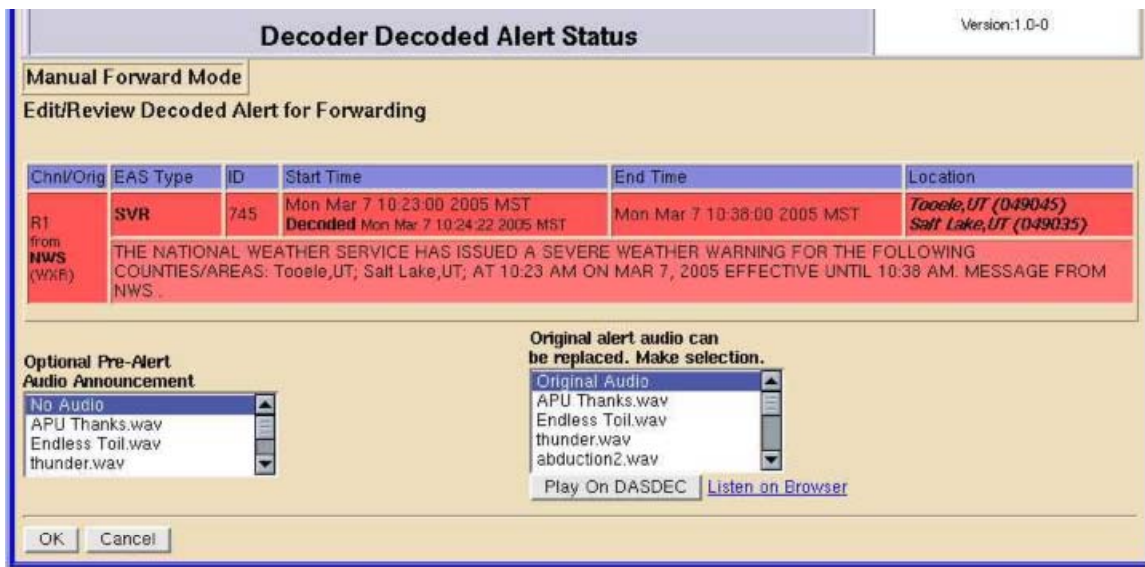 Decoder Decoded Alert Status
Version:1.0-0
Manual Forward Mode
Edit/Review Decoded Alert for Forwarding
Chnl/Orig EAS Type ID Start Time End Time Location
R1 from NWS (WXR)
SVR
745
Mon Mar 7 10:23:00 2005 MST
Decoded Mon Mar 7 10:24:22 2005 MST
Mon Mar 7 10:38:00 2005 MST
Tooele,UT (049045)
Salt Lake,UT (049035)
THE NATIONAL WEATHER SERVICE HAS ISSUED A SEVERE WEATHER WARNING FOR THE FOLLOWING
COUNTIES/AREAS: Tooele,UT; Salt Lake,UT; AT 10:23 AM ON MAR 7, 2005 EFFECTIVE UNTIL 10:38 AM. MESSAGE FROM
NWS .
Optional Pre-Alert
Audio Announcement
No Audio
APU Thanks.wav
Endless Toil.wav
thunder.wav
Original alert audio can
be replaced. Make selection.
Original Audio
APU Thanks.wav
Endless Toil.wav
thunder.wav
abduction2.wav
Play On DASDEC Listen on Browser
OK Cancel